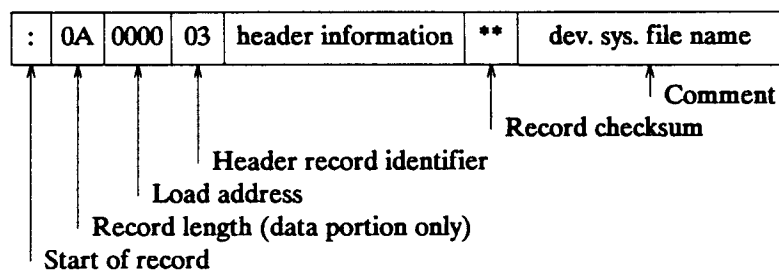 : 0A 0000 03 header information ** dev. sys. file name
Comment
Record checksum
Header record identifier
Load address
Record length (data portion only)
Start of record